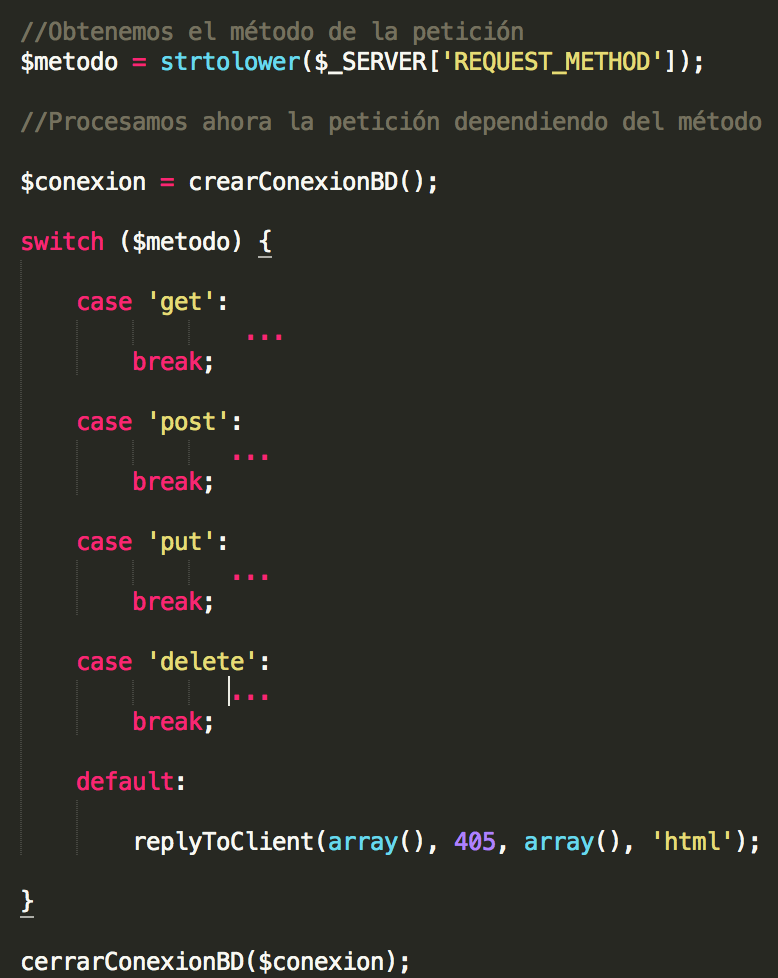 //Obtenemos el método de la petición
$metodo = strtolower($_SERVER['REQUEST_METHOD']);
//Procesamos ahora la petición dependiendo del método
$conexion = crearConexionBD();
switch ($metodo) {
case 'get':
...
break;
case 'post':
...
break;
case 'put':
...
break;
case 'delete':
...
break;
default:
replyToClient(array(), 405, array(), 'html');
}
cerrarConexionBD($conexion);